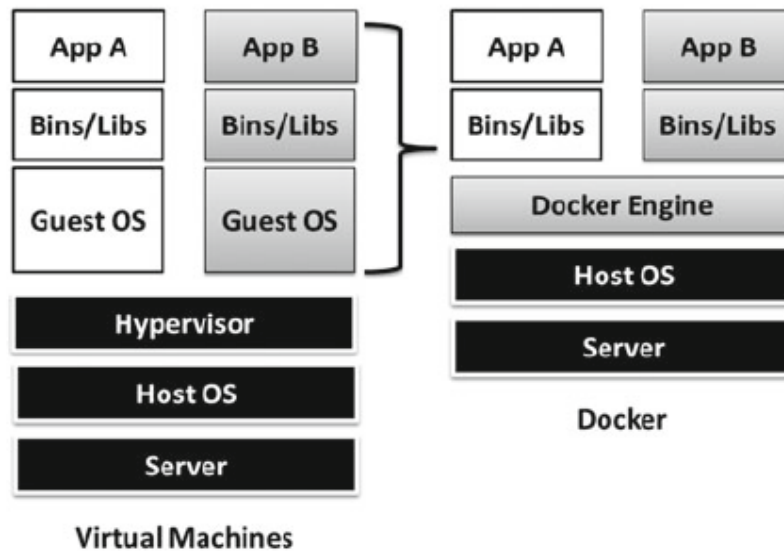 App A
App B
Bins/Libs
Bins/Libs
Guest OS
Guest OS
Hypervisor
Host OS
Server
Virtual Machines
App A
App B
Bins/Libs
Bins/Libs
Docker Engine
Host OS
Server
Docker